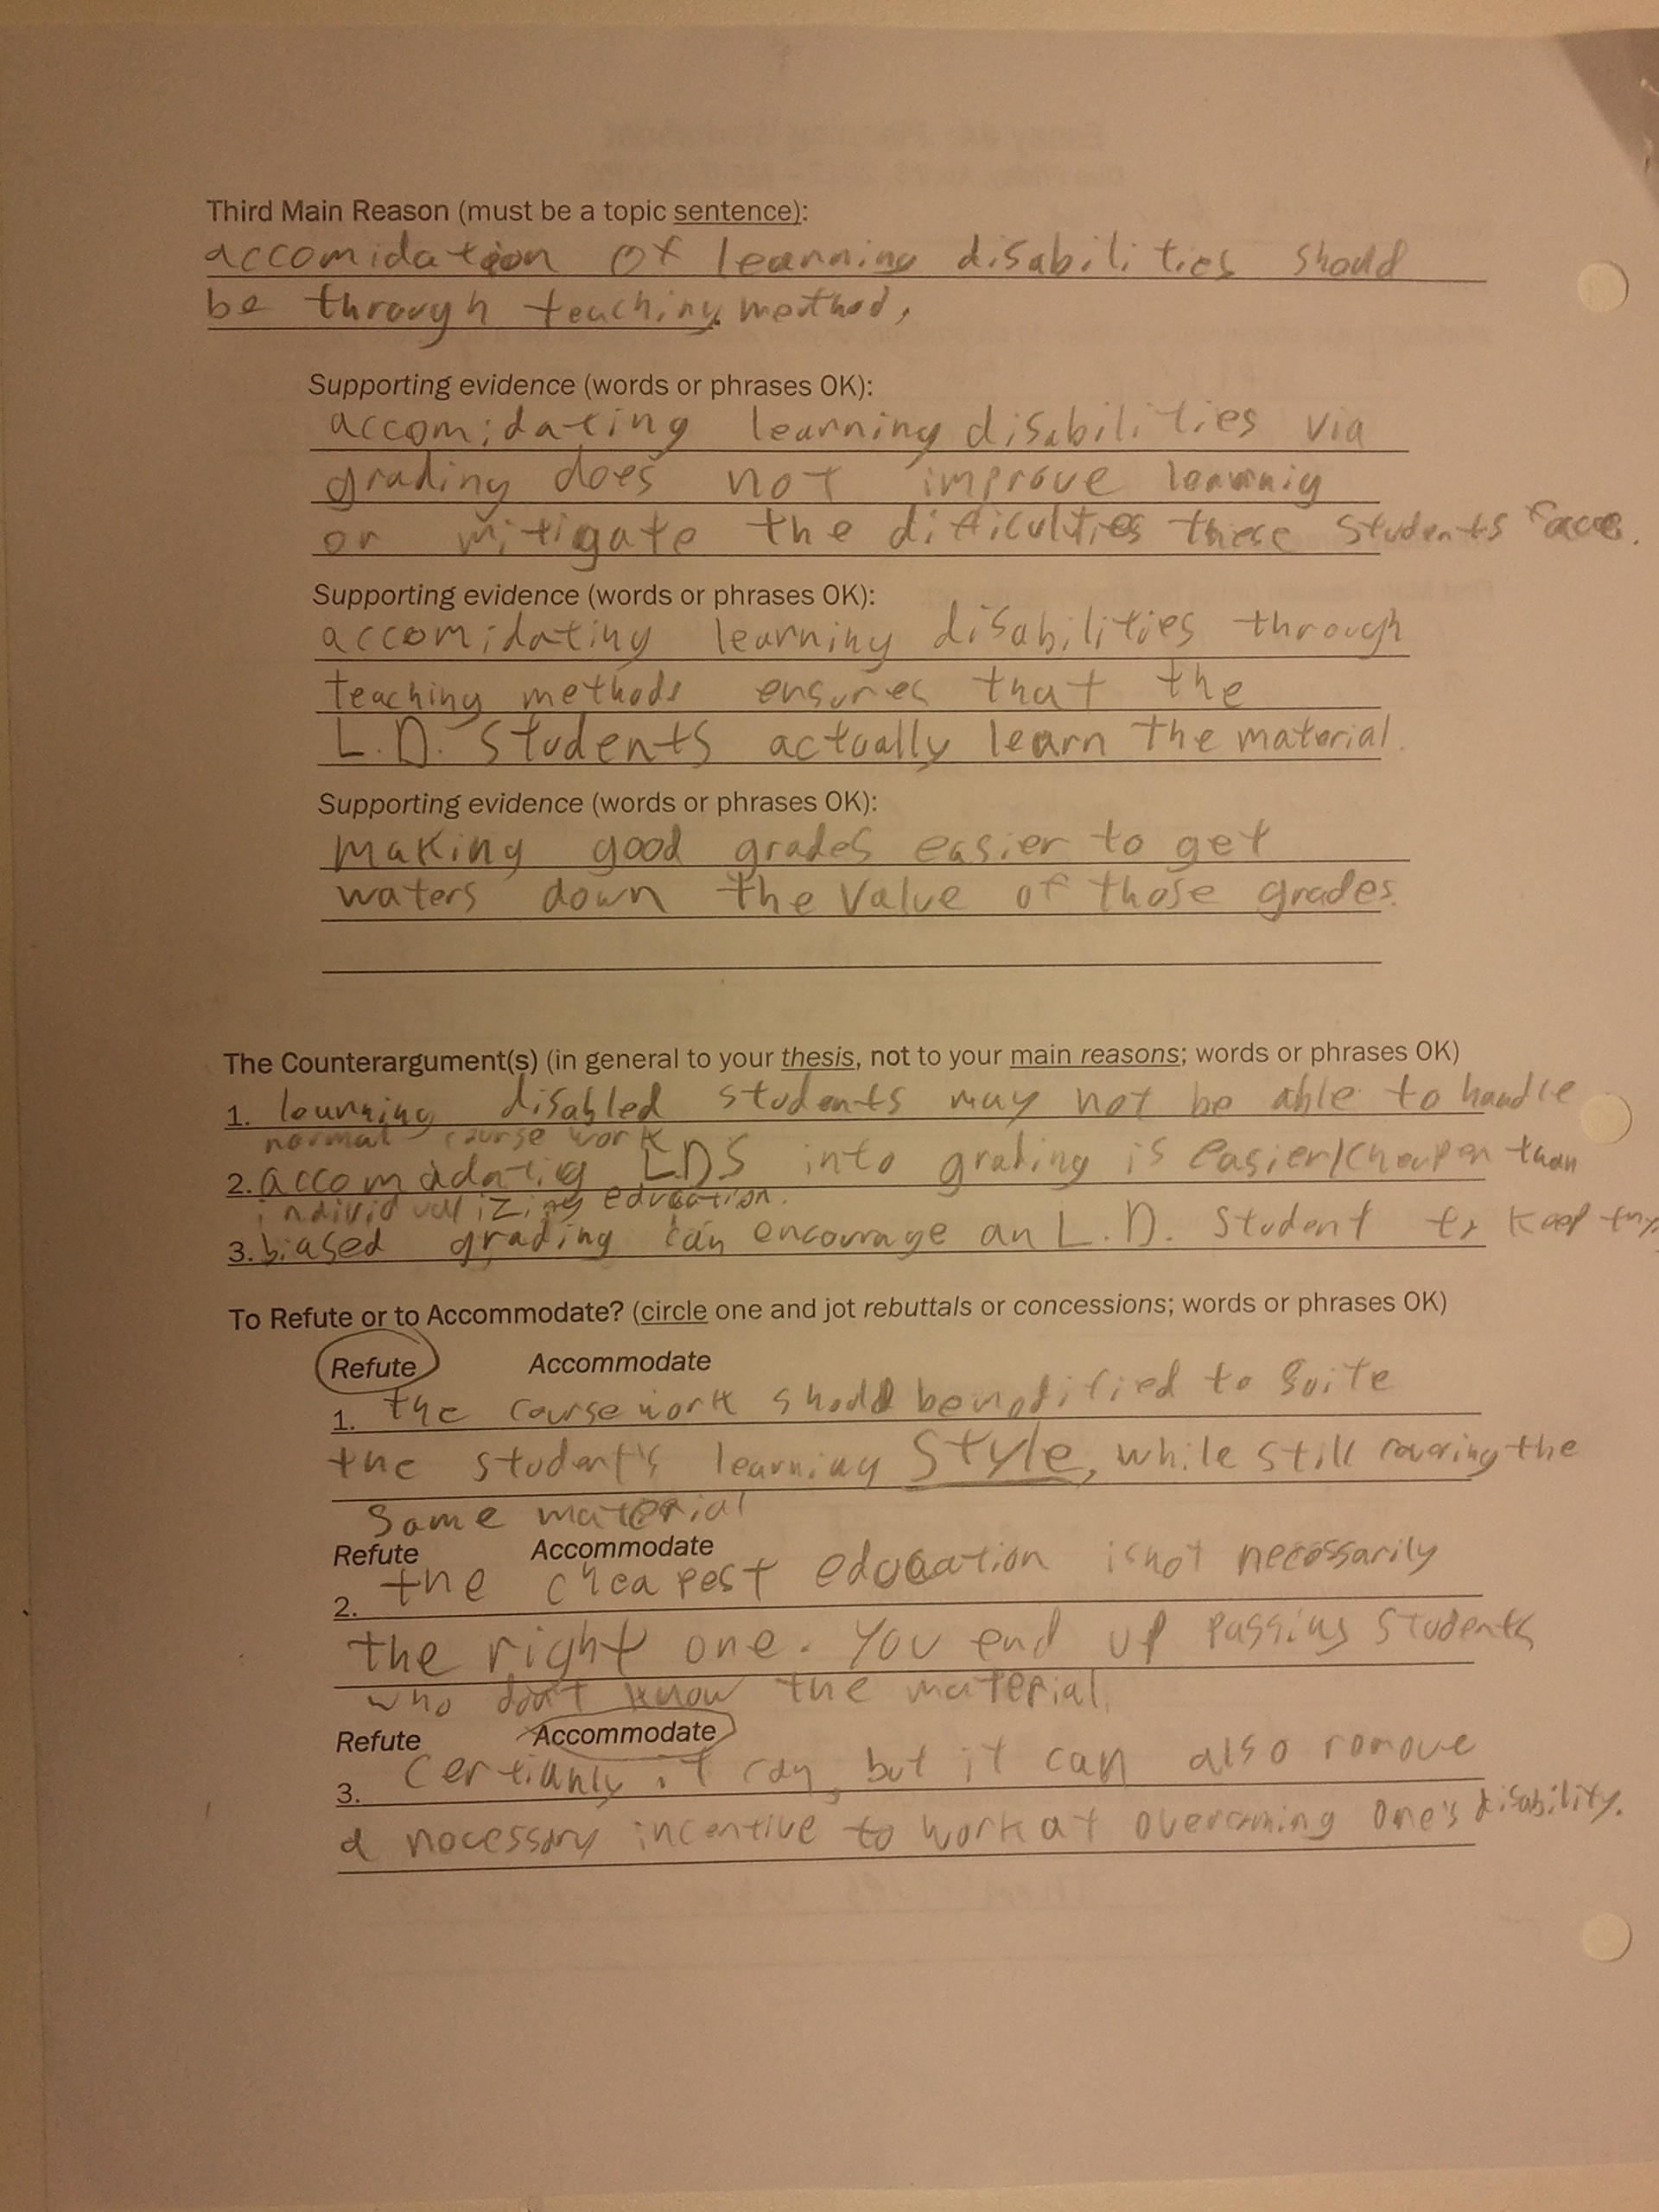 Third Main Reason (must be a topic sentence):
accomidation of learning disabilities should
be through teaching method,
Supporting evidence (words or phrases OK):
accomidating learning disabilities via
grading does not improve
or mitigate the difficulties these students face.
Supporting evidence (words or phrases OK):
accomidating learning disabilities through
teaching methods ensures that the
L.D. students actually learn the material.
Supporting evidence (words or phrases OK):
making good grades easier to get
waters down the value of those grades.
The Counterargument(s) (in general to your thesis, not to your main reasons; words or phrases OK)
1. learning disabled students may not be able to handle
normal course work
2. LDS into grading is easier/cheaper than
individualizing education.
3. biased grading can encourage an L.D. student to keep
To Refute or to Accommodate? (circle one and jot rebuttals or concessions; words or phrases OK)
Refute Accommodate
1. the coursework should be modified to suite
the student's learning style, while still covering the
same material
Refute Accommodate
2. the cheapest education is not necessarily
the right one. You end up passing students
who don't know the material.
Refute Accommodate
3. Certianly it can, but it can also remove
a necessary incentive to work at overcoming one's disability.